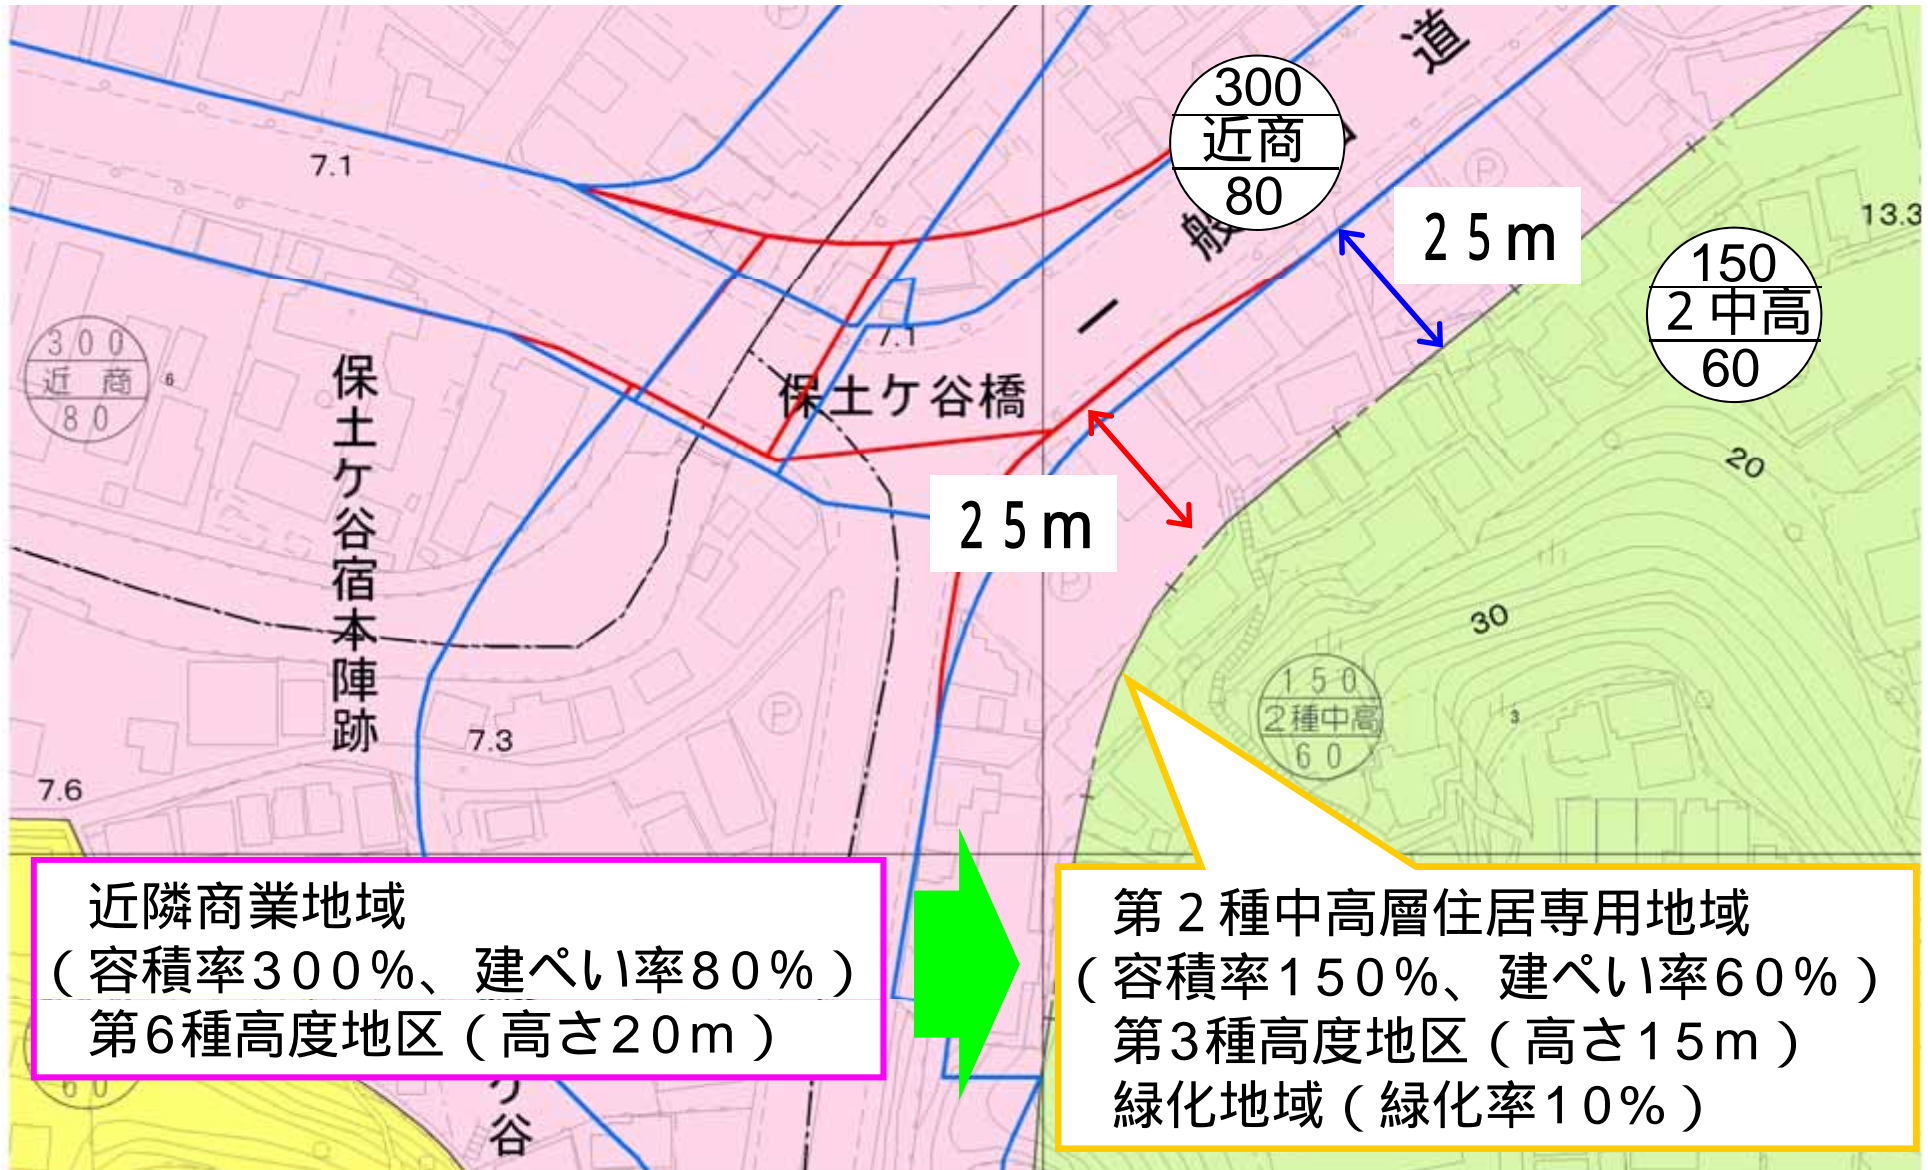 道
300
近商
80
般
一
25m
13.3
150
2中高
60
7.1
7.1
300
近商
80
6
保土ケ谷宿本陣跡
保土ケ谷橋
25m
20
30
150
2種中高
60
3
P
P
P
P
7.3
7.6
近隣商業地域
（容積率300%、建ぺい率80%）
第6種高度地区（高さ20m）
第2種中高層住居専用地域
（容積率150%、建ぺい率60%）
第3種高度地区（高さ15m）
緑化地域（緑化率10%）
60
ケ谷